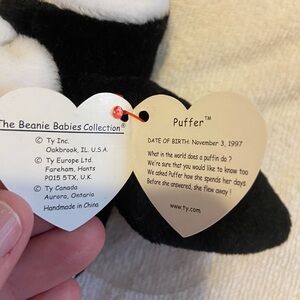 The Beanie Babies Collection®
© Ty Inc.
Oakbrook, IL. U.S.A.
© Ty Europe Ltd.
Fareham, Hants
PO15 5TX, U.K.
© Ty Canada
Aurora, Ontario
Handmade in China
Puffer™
DATE OF BIRTH: November 3, 1997
What in the world does a puffin do ?
We're sure that you would like to know too
We asked Puffer how she spends her days
Before she answered, she flew away !
www.ty.com